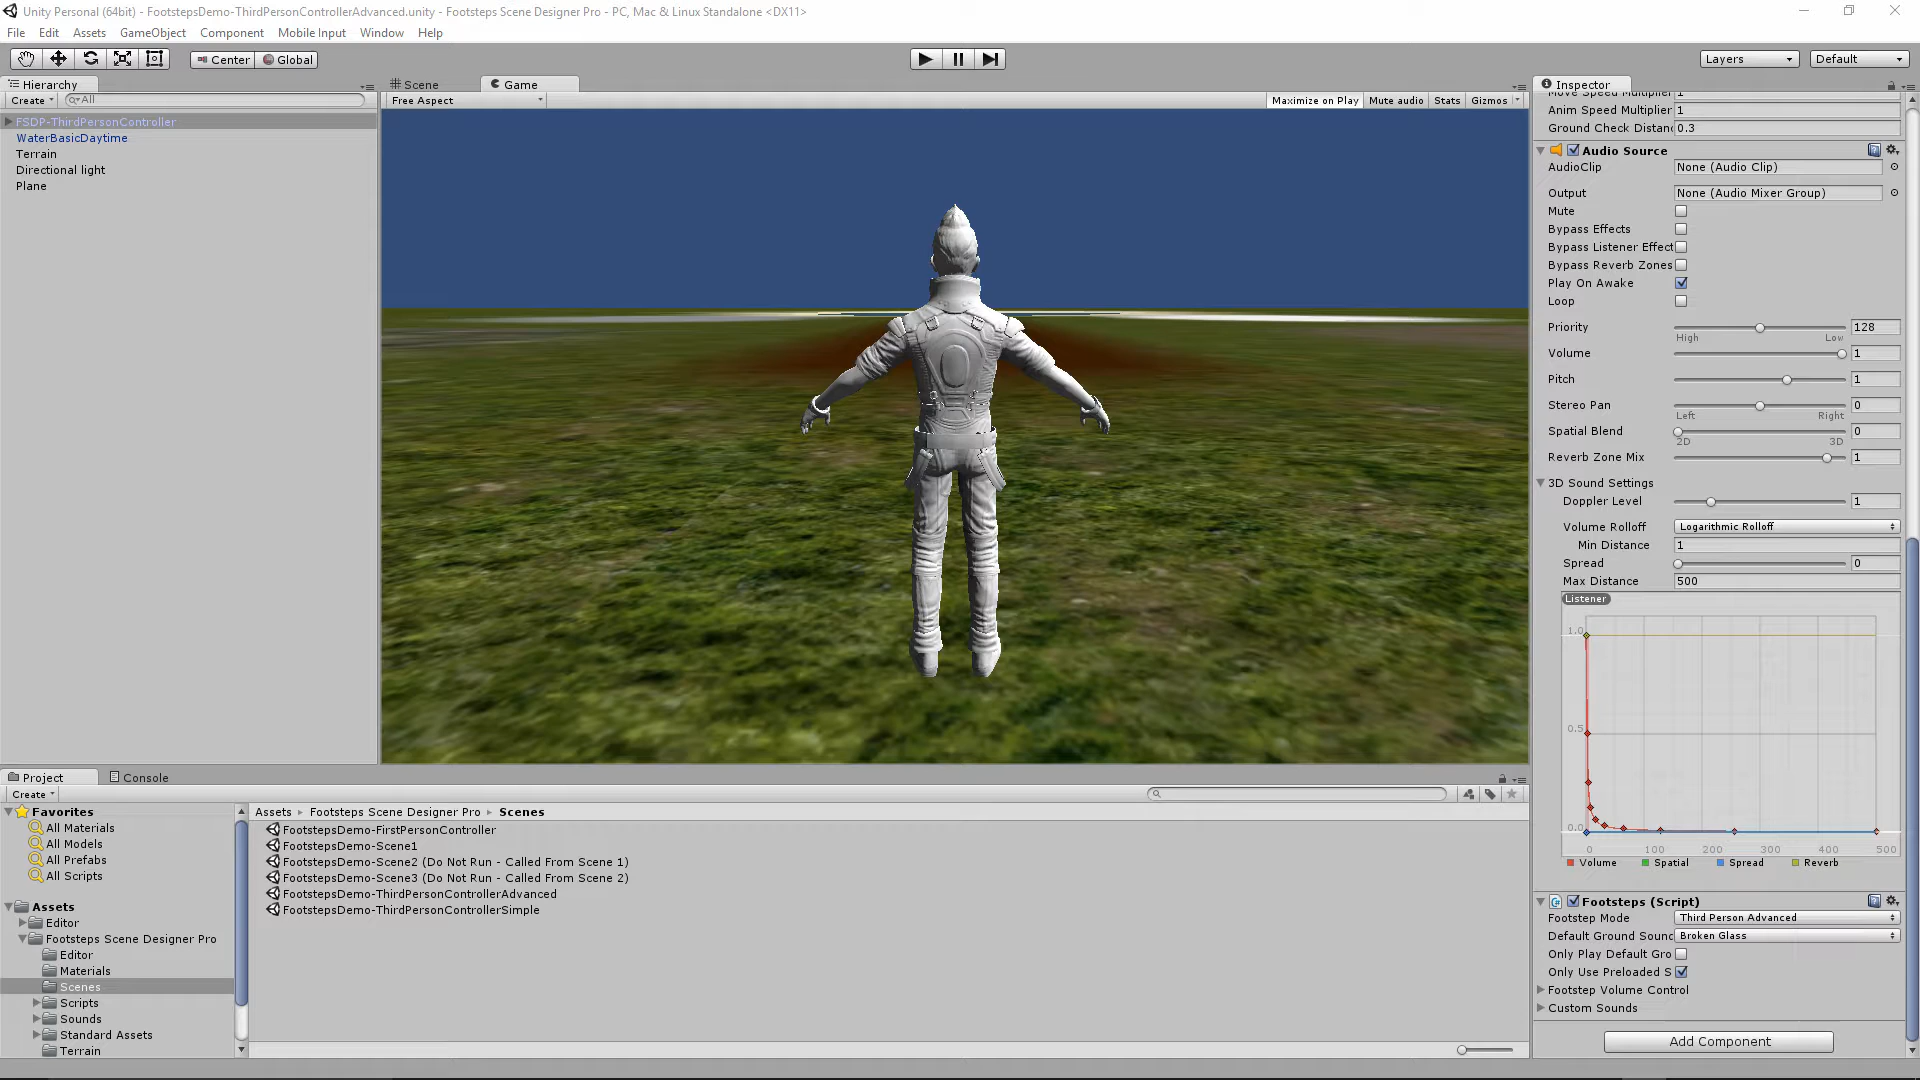 Unity Personal (64bit) - FootstepsDemo-ThirdPersonControllerAdvanced.unity - Footsteps Scene Designer Pro - PC, Mac & Linux Standalone <DX11>
File Edit Assets GameObject Component Mobile Input Window Help
Center Global Layers Default
Hierarchy
Create All
FSDP-ThirdPersonController
WaterBasicDaytime
Terrain
Directional light
Plane
Scene Game
Free Aspect Maximize on Play Mute audio Stats Gizmos
Inspector
Move Speed Multiplier 1
Anim Speed Multiplier 1
Ground Check Distanc 0.3
Audio Source
AudioClip None (Audio Clip)
Output None (Audio Mixer Group)
Mute
Bypass Effects
Bypass Listener Effect
Bypass Reverb Zones
Play On Awake
Loop
Priority 128
High Low
Volume 1
Pitch 1
Stereo Pan 0
Left Right
Spatial Blend 0
2D 3D
Reverb Zone Mix 1
3D Sound Settings
Doppler Level 1
Volume Rolloff Logarithmic Rolloff
Min Distance 1
Spread 0
Max Distance 500
Listener
1.0
0.5
0.0
0 100 200 300 400 500
Volume Spatial Spread Reverb
Footsteps (Script)
Footstep Mode Third Person Advanced
Default Ground Sound Broken Glass
Only Play Default Gro
Only Use Preloaded S
Footstep Volume Control
Custom Sounds
Add Component
Project Console
Create
Favorites
All Materials
All Models
All Prefabs
All Scripts
Assets
Editor
Footsteps Scene Designer Pro
Editor
Materials
Scenes
Scripts
Sounds
Standard Assets
Terrain
Assets Footsteps Scene Designer Pro Scenes
FootstepsDemo-FirstPersonController
FootstepsDemo-Scene1
FootstepsDemo-Scene2 (Do Not Run - Called From Scene 1)
FootstepsDemo-Scene3 (Do Not Run - Called From Scene 2)
FootstepsDemo-ThirdPersonControllerAdvanced
FootstepsDemo-ThirdPersonControllerSimple